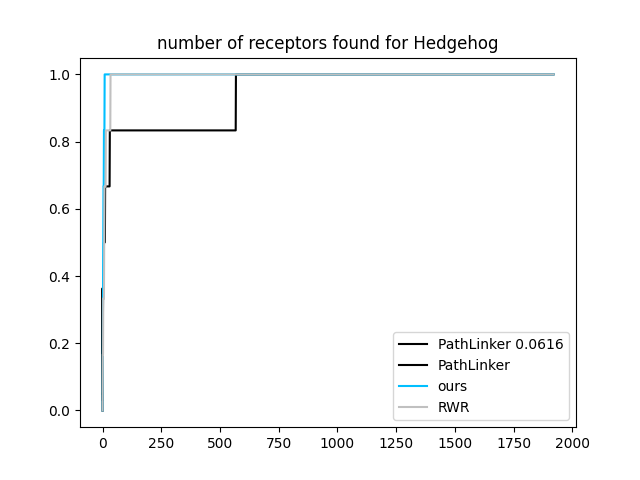 number of receptors found for Hedgehog
1.0
0.8
0.6
0.4
0.2
0.0
PathLinker 0.0616
PathLinker
ours
RWR
0 250 500 750 1000 1250 1500 1750 2000